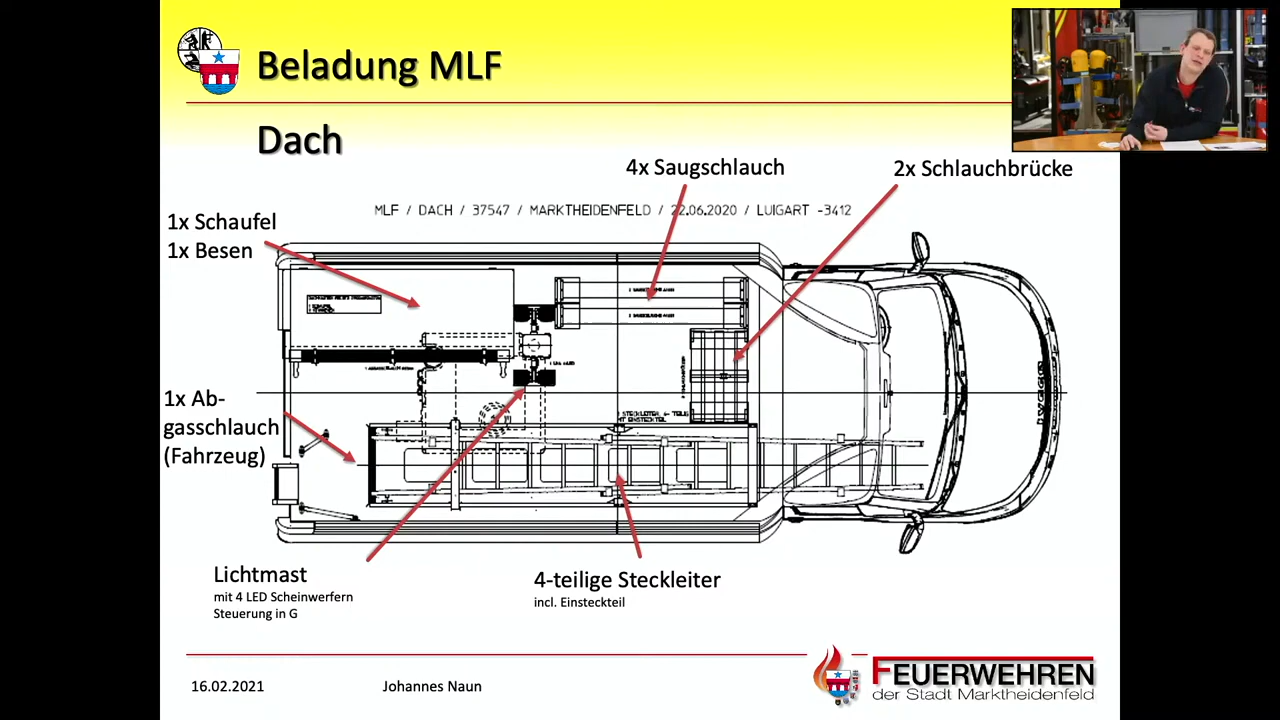 Beladung MLF
Dach
4x Saugschlauch
2x Schlauchbrücke
MLF / DACH / 37547 / MARKTHEIDENFELD / 22.06.2020 / LUIGART -3412
1x Schaufel
1x Besen
1x Ab-
gasschlauch
(Fahrzeug)
IVECO
Lichtmast
mit 4 LED Scheinwerfern
Steuerung in G
4-teilige Steckleiter
incl. Einsteckteil
16.02.2021
Johannes Naun
FEUERWEHREN
der Stadt Marktheidenfeld